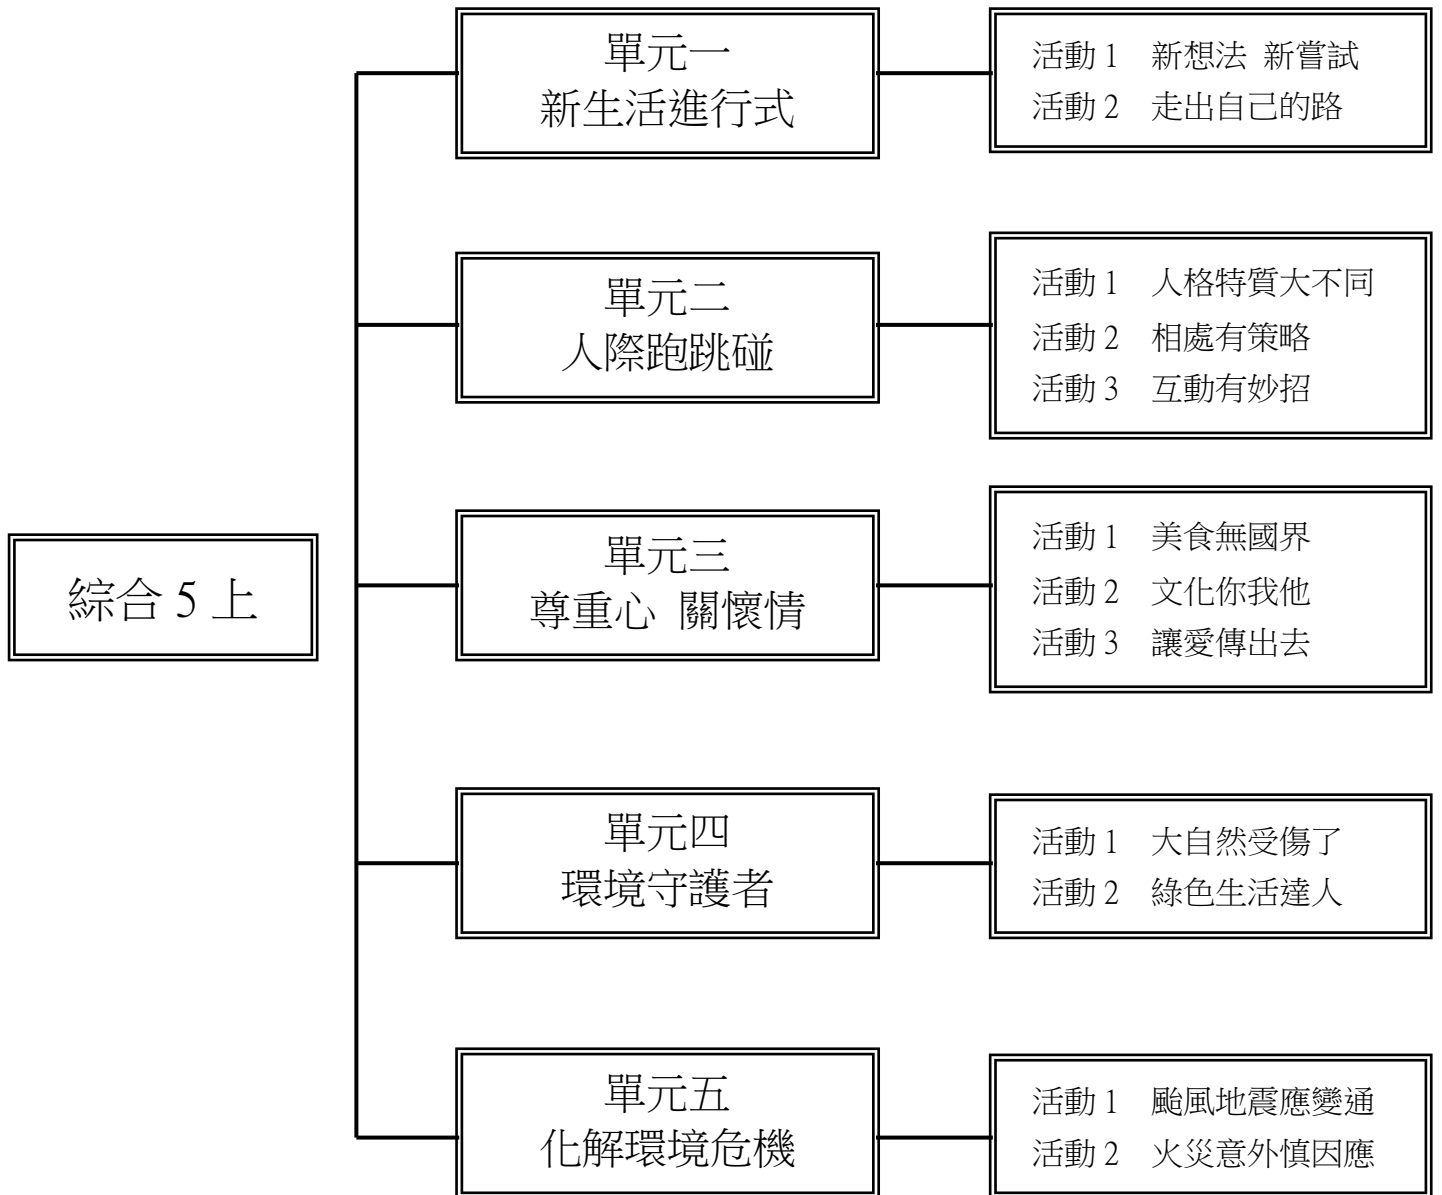 綜合 5 上
單元一
新生活進行式
活動 1 新想法 新嘗試
活動 2 走出自己的路
單元二
人際跑跳碰
活動 1 人格特質大不同
活動 2 相處有策略
活動 3 互動有妙招
單元三
尊重心 關懷情
活動 1 美食無國界
活動 2 文化你我他
活動 3 讓愛傳出去
單元四
環境守護者
活動 1 大自然受傷了
活動 2 綠色生活達人
單元五
化解環境危機
活動 1 颱風地震應變通
活動 2 火災意外慎因應